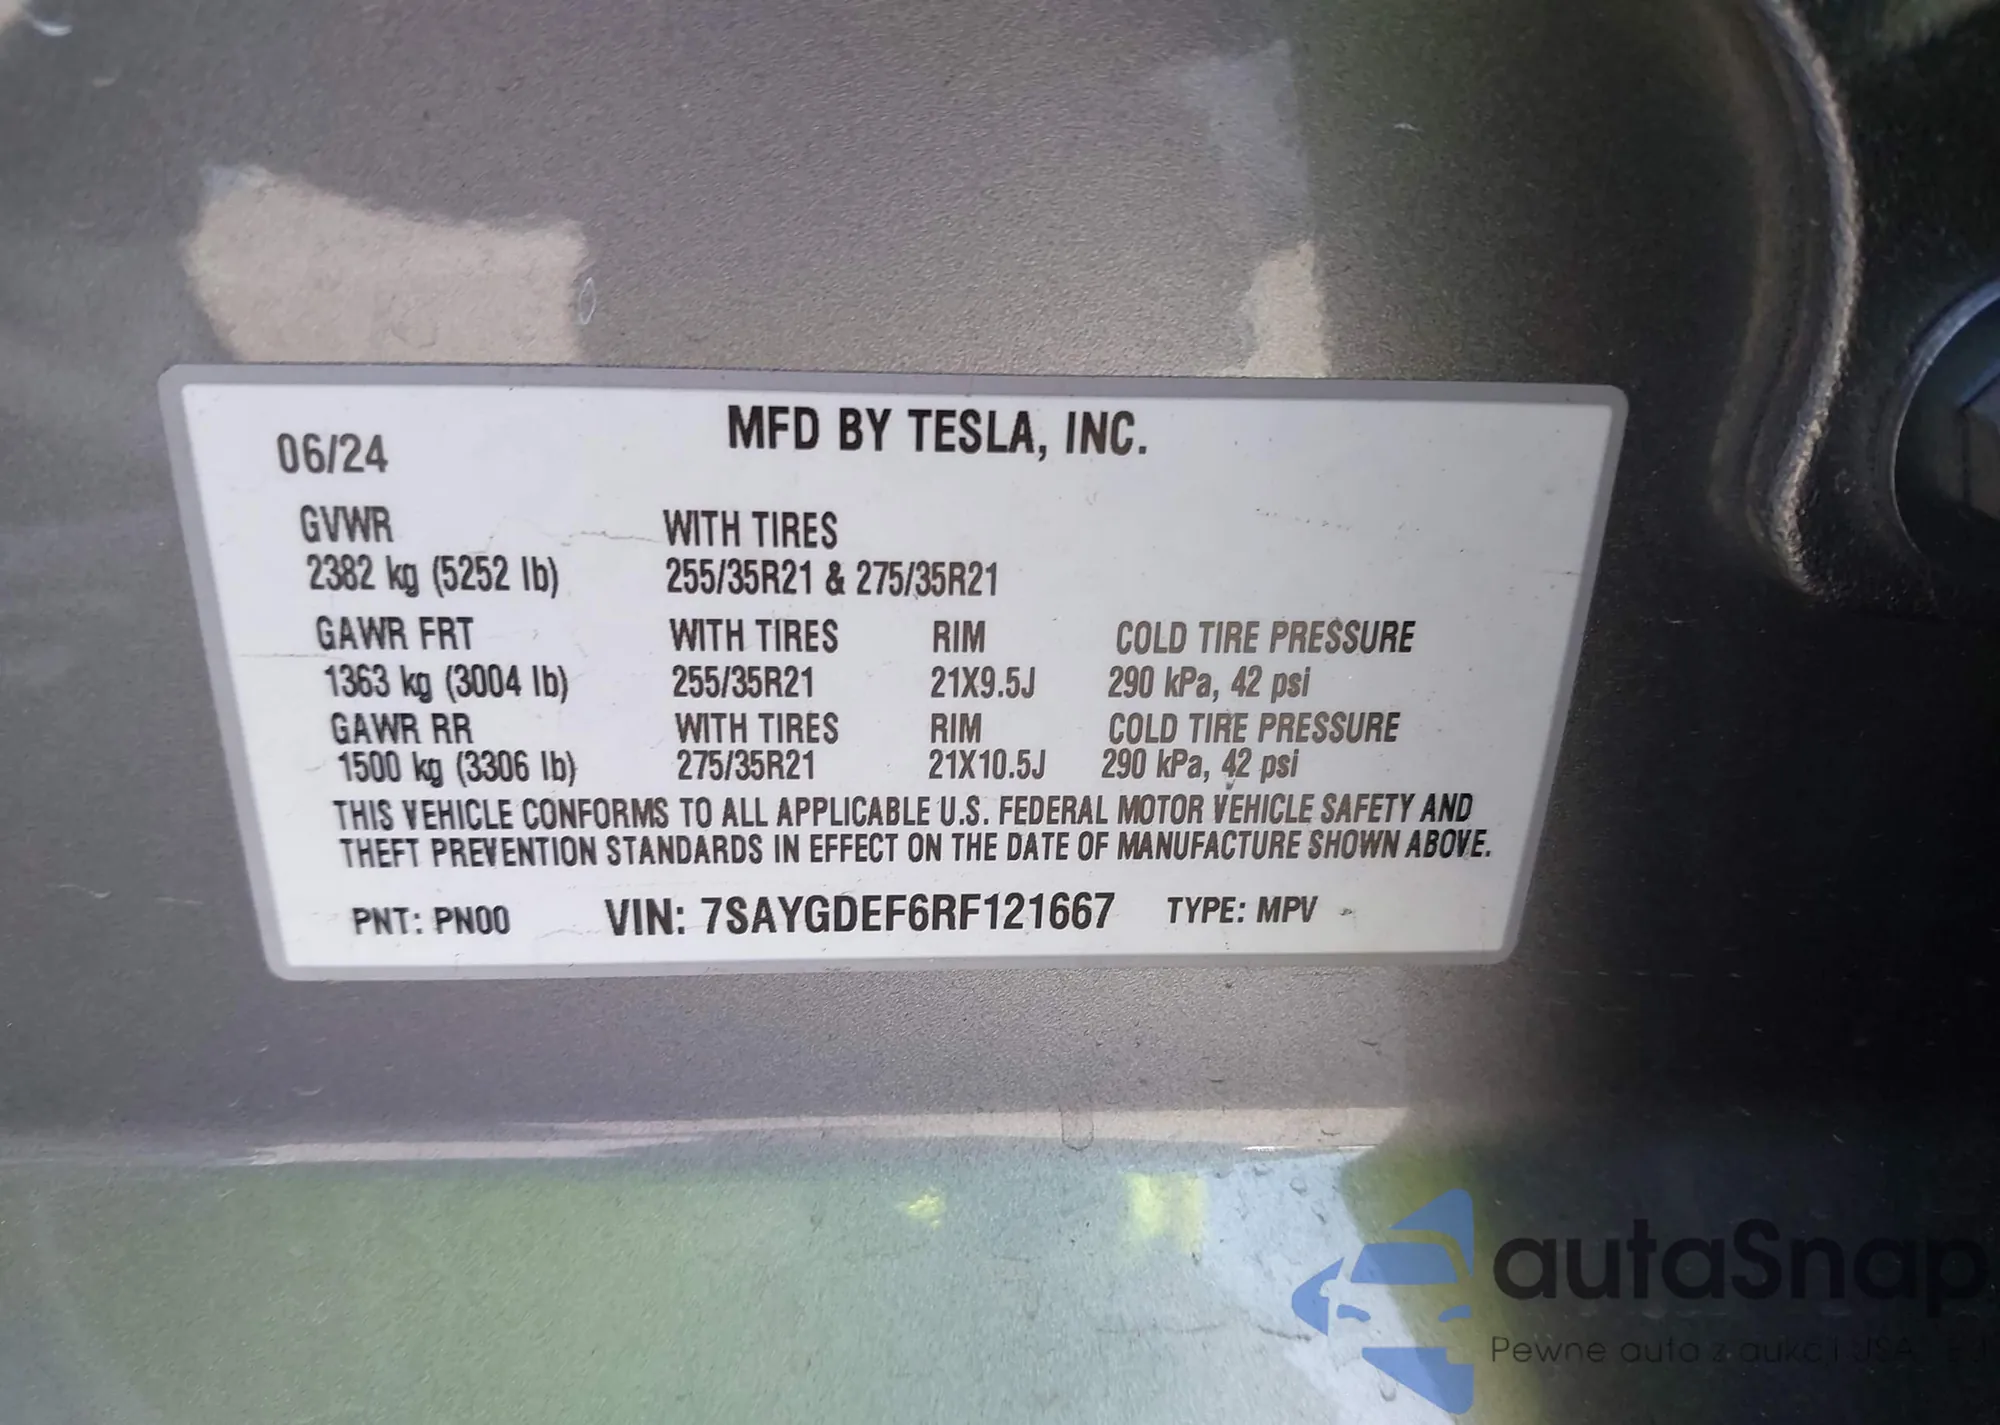 06/24 MFD BY TESLA, INC.
GVWR WITH TIRES
2382 kg (5252 lb) 255/35R21 & 275/35R21
GAWR FRT WITH TIRES RIM COLD TIRE PRESSURE
1363 kg (3004 lb) 255/35R21 21X9.5J 290 kPa, 42 psi
GAWR RR WITH TIRES RIM COLD TIRE PRESSURE
1500 kg (3306 lb) 275/35R21 21X10.5J 290 kPa, 42 psi
THIS VEHICLE CONFORMS TO ALL APPLICABLE U.S. FEDERAL MOTOR VEHICLE SAFETY AND
THEFT PREVENTION STANDARDS IN EFFECT ON THE DATE OF MANUFACTURE SHOWN ABOVE.
PNT: PN00 VIN: 7SAYGDEF6RF121667 TYPE: MPV
autaSnap
Pewne auta z aukcji USA